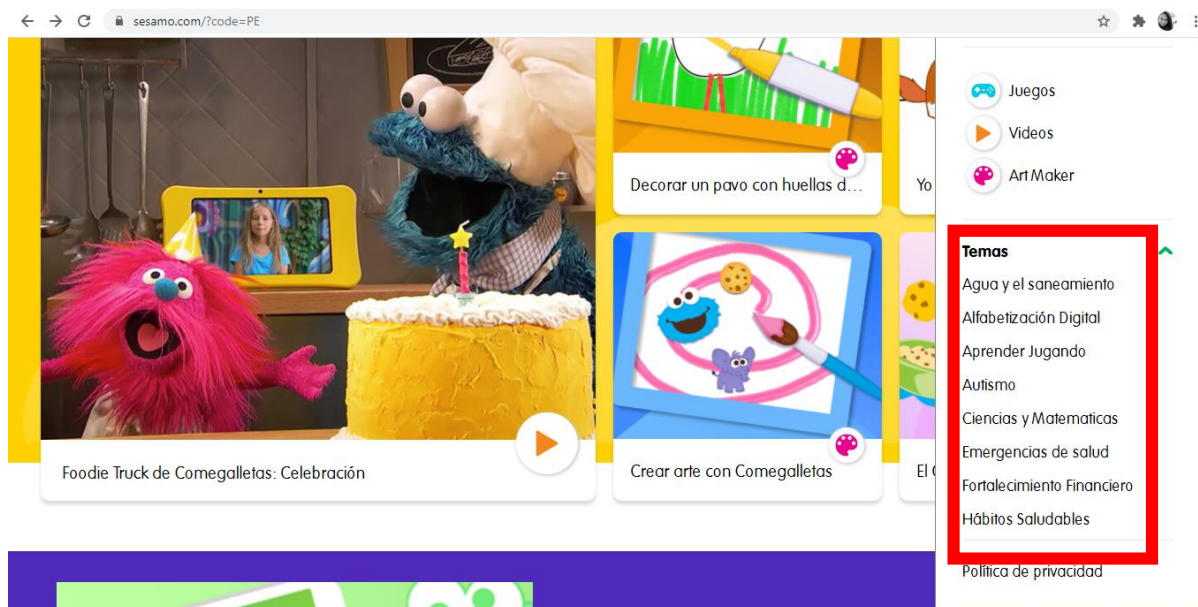 sesamo.com/?code=PE
Decorar un pavo con huellas d...
Yo
Foodie Truck de Comegalletas: Celebración
Crear arte con Comegalletas
El
Juegos
Videos
Art Maker
Temas
Agua y el saneamiento
Alfabetización Digital
Aprender Jugando
Autismo
Ciencias y Matematicas
Emergencias de salud
Fortalecimiento Financiero
Hábitos Saludables
Política de privacidad